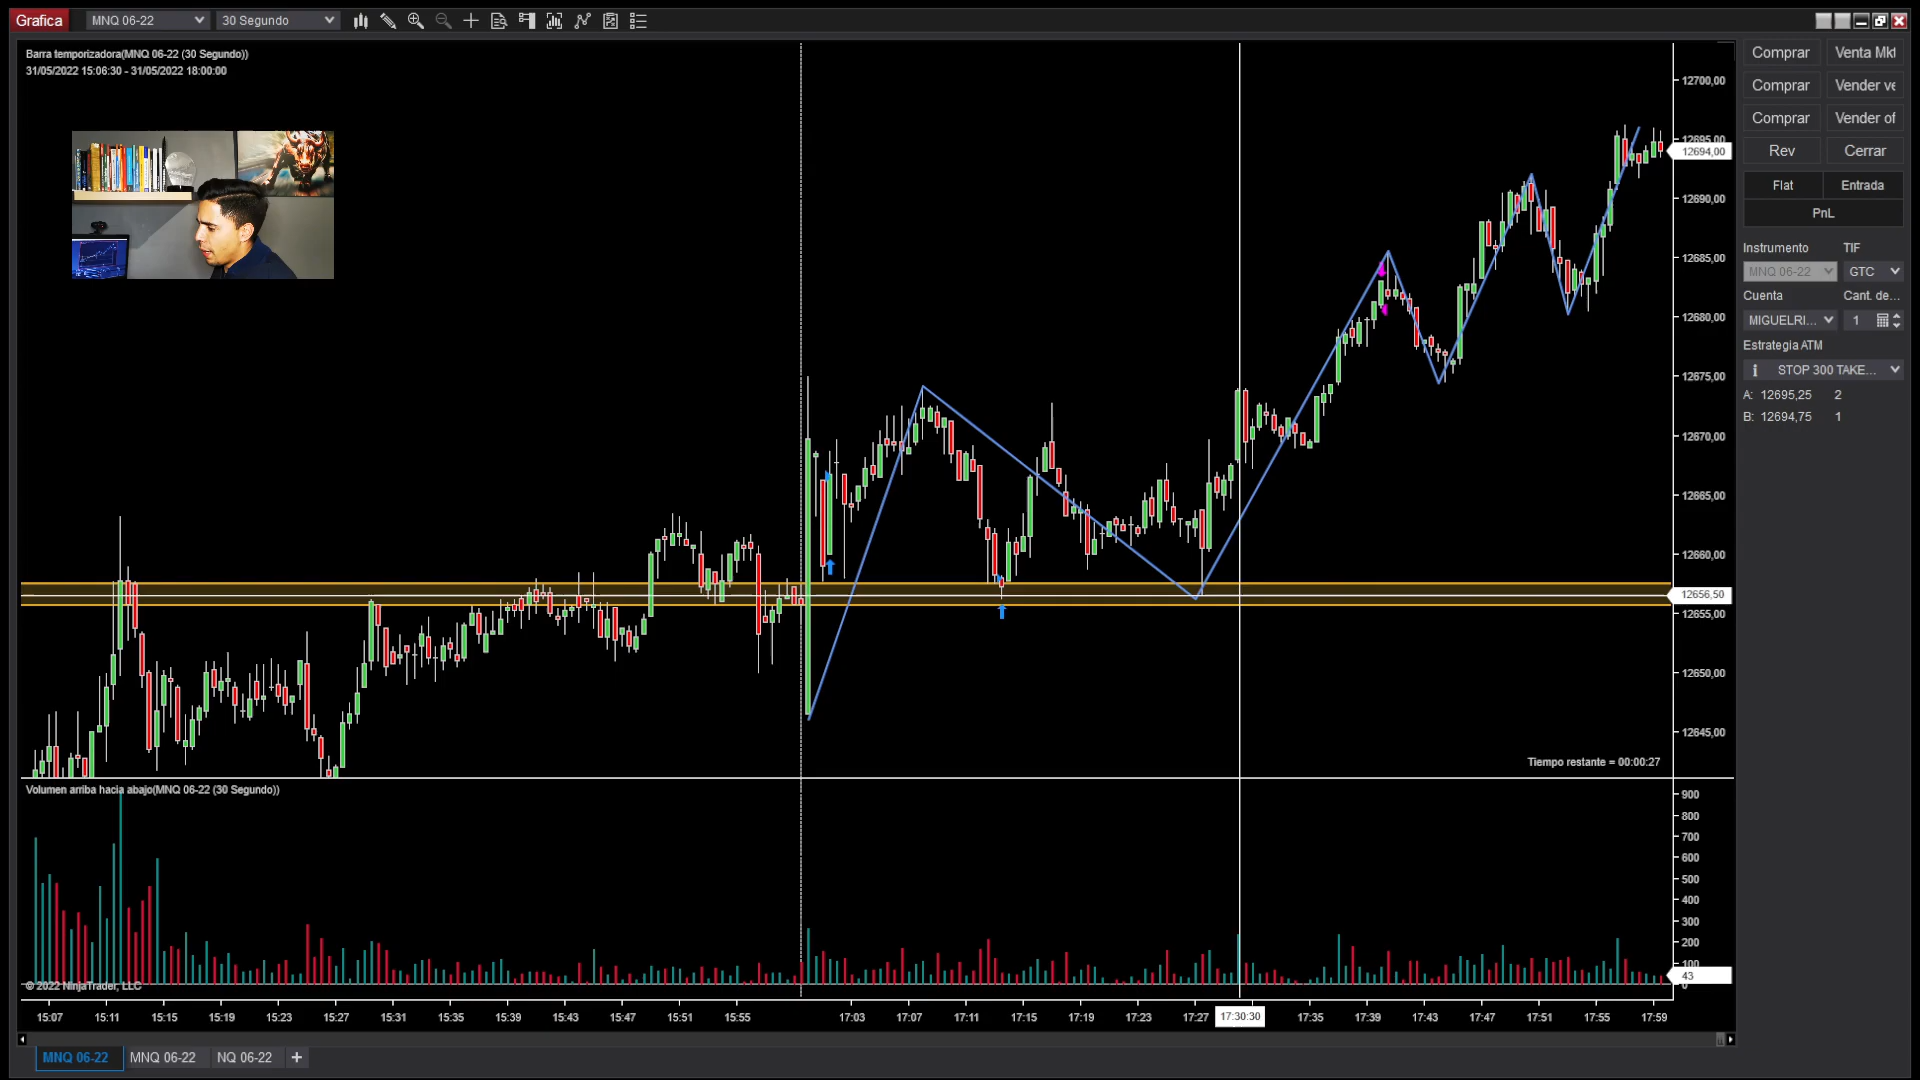 Grafica
MNQ 06-22
30 Segundo
Barra temporizadora(MNQ 06-22 (30 Segundo))
31/05/2022 15:06:30 - 31/05/2022 18:00:00
12700,00
12695,00
12694,00
12690,00
12685,00
12680,00
12675,00
12670,00
12665,00
12660,00
12656,50
12655,00
12650,00
12645,00
Tiempo restante = 00:00:27
Volumen arriba hacia abajo(MNQ 06-22 (30 Segundo))
900
800
700
600
500
400
300
200
100
43
0
© 2022 NinjaTrader, LLC
15:07 15:11 15:15 15:19 15:23 15:27 15:31 15:35 15:39 15:43 15:47 15:51 15:55 17:03 17:07 17:11 17:15 17:19 17:23 17:27 17:30:30 17:35 17:39 17:43 17:47 17:51 17:55 17:59
MNQ 06-22 MNQ 06-22 NQ 06-22 +
Comprar Venta Mkt
Comprar Vender ve
Comprar Vender of
Rev Cerrar
Flat Entrada
PnL
Instrumento TIF
MNQ 06-22 GTC
Cuenta Cant. de...
MIGUELRI... 1
Estrategia ATM
i STOP 300 TAKE...
A: 12695,25 2
B: 12694,75 1